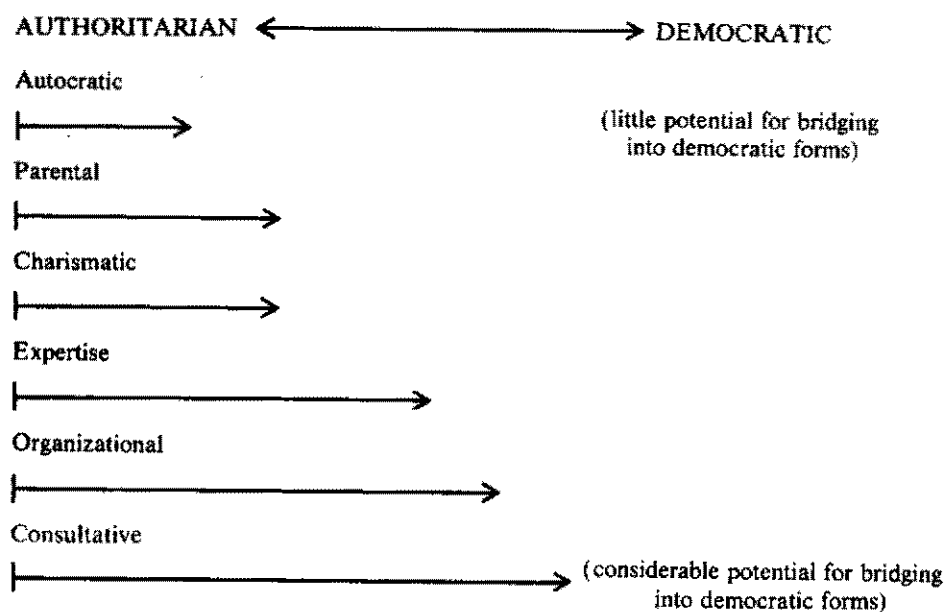 AUTHORITARIAN DEMOCRATIC
Autocratic
(little potential for bridging
into democratic forms)
Parental
Charismatic
Expertise
Organizational
Consultative
(considerable potential for bridging
into democratic forms)